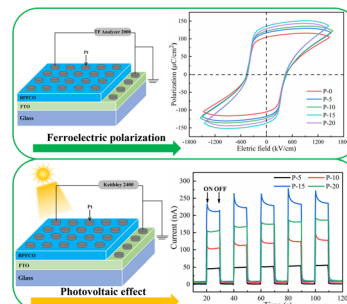 TF Analyzer 2000
Pt
BPFCO
FTO
Glass
Ferroelectric polarization
Polarization (μC/cm²)
150
100
50
0
-50
-100
-150
-1800 -1200 -600 0 600 1200 1800
Eletric field (kV/cm)
P-0
P-5
P-10
P-15
P-20
Keithley 2400
Pt
BPFCO
FTO
Glass
Photovoltaic effect
Current (nA)
350
300
250
200
150
100
50
0
ON OFF
P-5
P-10
P-15
P-20
20 40 60 80 100